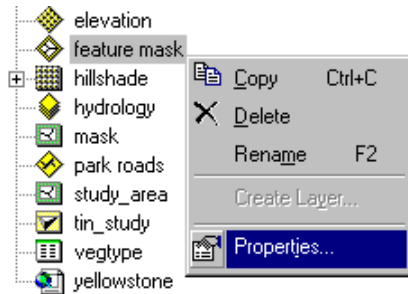 elevation
feature mask
hillshade
hydrology
mask
park roads
study_area
tin_study
vegtype
yellowstone
Copy Ctrl+C
Delete
Rename F2
Create Layer...
Properties...